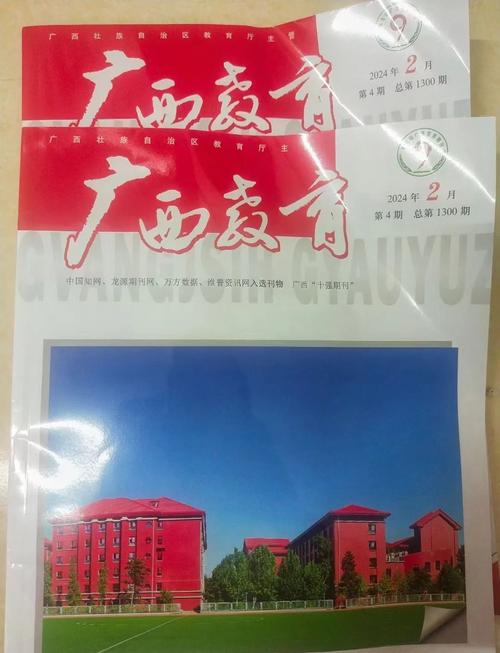 广西壮族自治区教育厅主管
广西教育
2024年2月
第4期 总第1300期
广西壮族自治区教育厅主
广西教育
2024年2月
第4期 总第1300期
GVANGJSIH GYAUYUZ
中国知网、龙源期刊网、万方数据、维普资讯网入选刊物 广西“十强期刊”